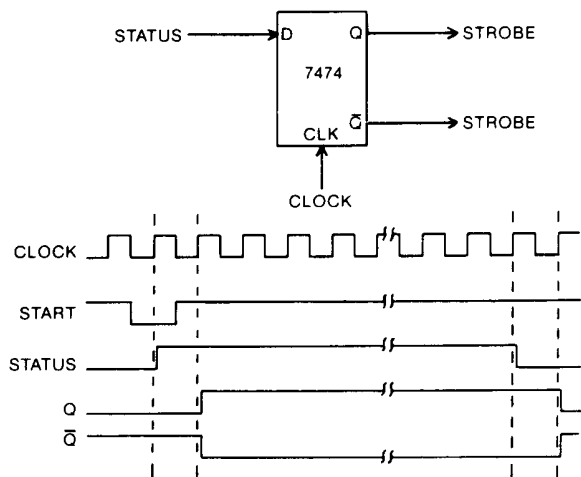 STATUS D Q STROBE
7474
Q̅ STROBE
CLK
CLOCK
CLOCK
START
STATUS
Q
Q̅